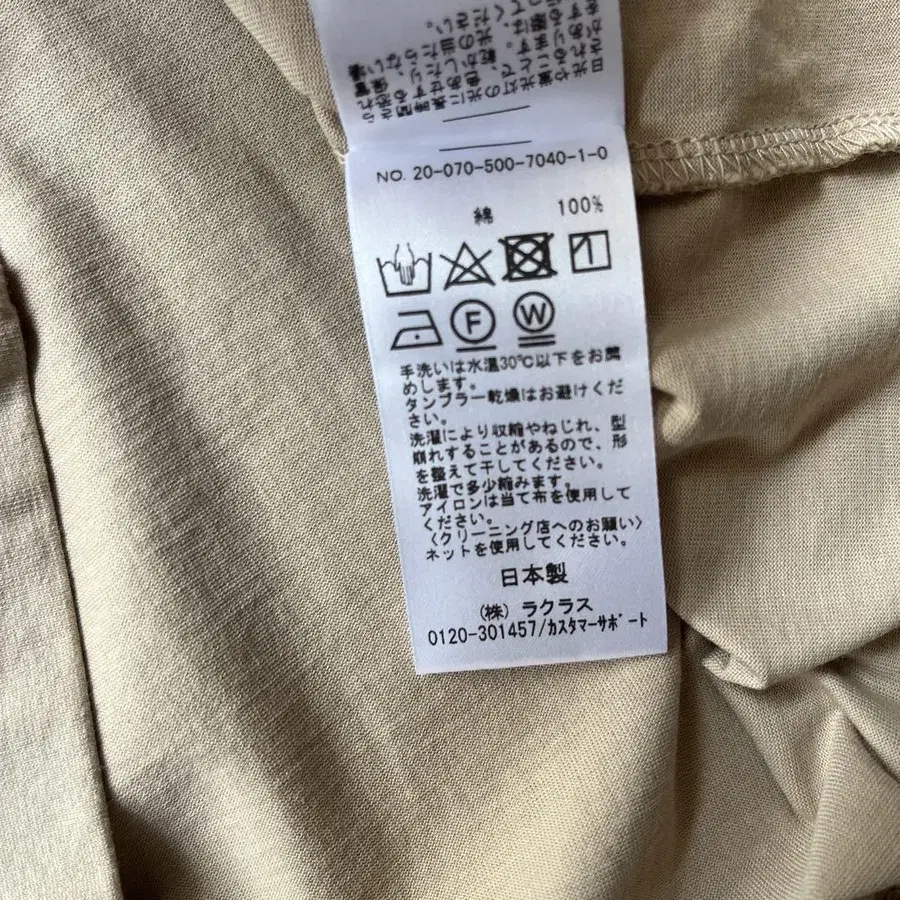 NO. 20-070-500-7040-1-0
綿 100%
F W
手洗いは水温30℃以下をお薦
めします。
タンブラー乾燥はお避けくだ
さい。
洗濯により収縮やねじれ、型
崩れすることがあるので、形
を整えて干してください。
洗濯で多少縮みます。
アイロンは当て布を使用して
ください。
〈クリーニング店へのお願い〉
ネットを使用してください。
日本製
(株) ラクラス
0120-301457/ｶｽﾀﾏｰｻﾎﾟｰﾄ